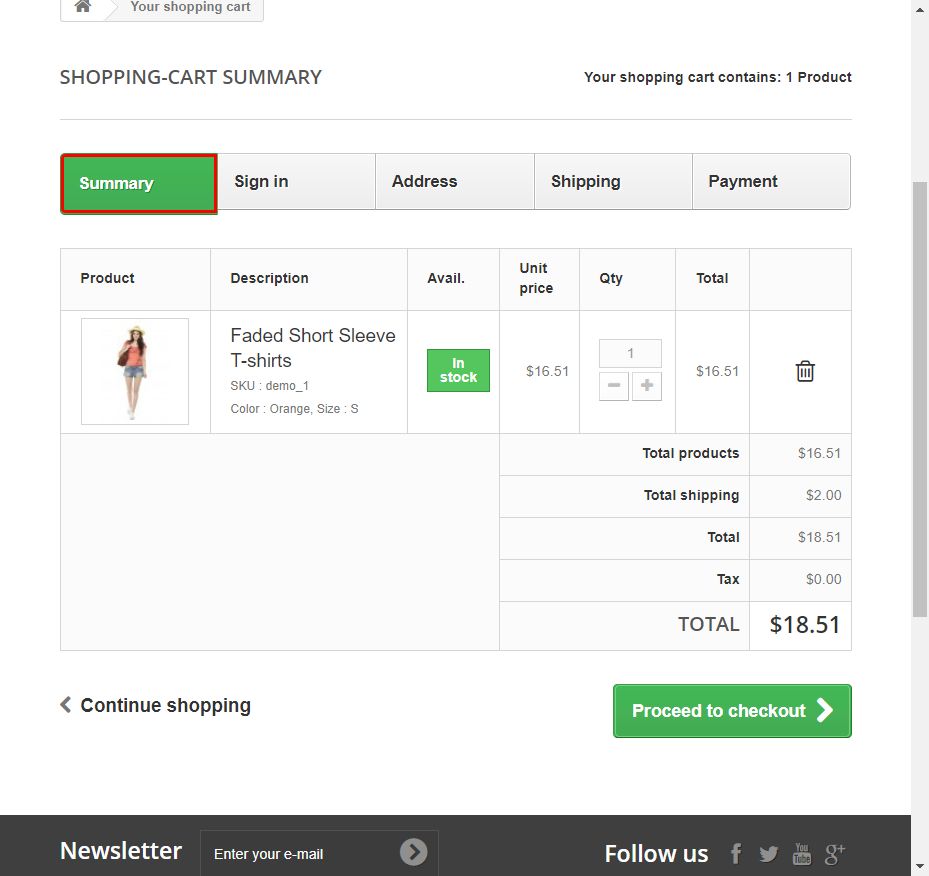 Your shopping cart
SHOPPING-CART SUMMARY
Your shopping cart contains: 1 Product
Summary
Sign in
Address
Shipping
Payment
Product
Description
Avail.
Unit
price
Qty
Total
Faded Short Sleeve
T-shirts
SKU : demo_1
Color : Orange, Size : S
In
stock
$16.51
1
$16.51
Total products
$16.51
Total shipping
$2.00
Total
$18.51
Tax
$0.00
TOTAL
$18.51
Continue shopping
Proceed to checkout
Newsletter
Enter your e-mail
Follow us
f
You
Tube
g+